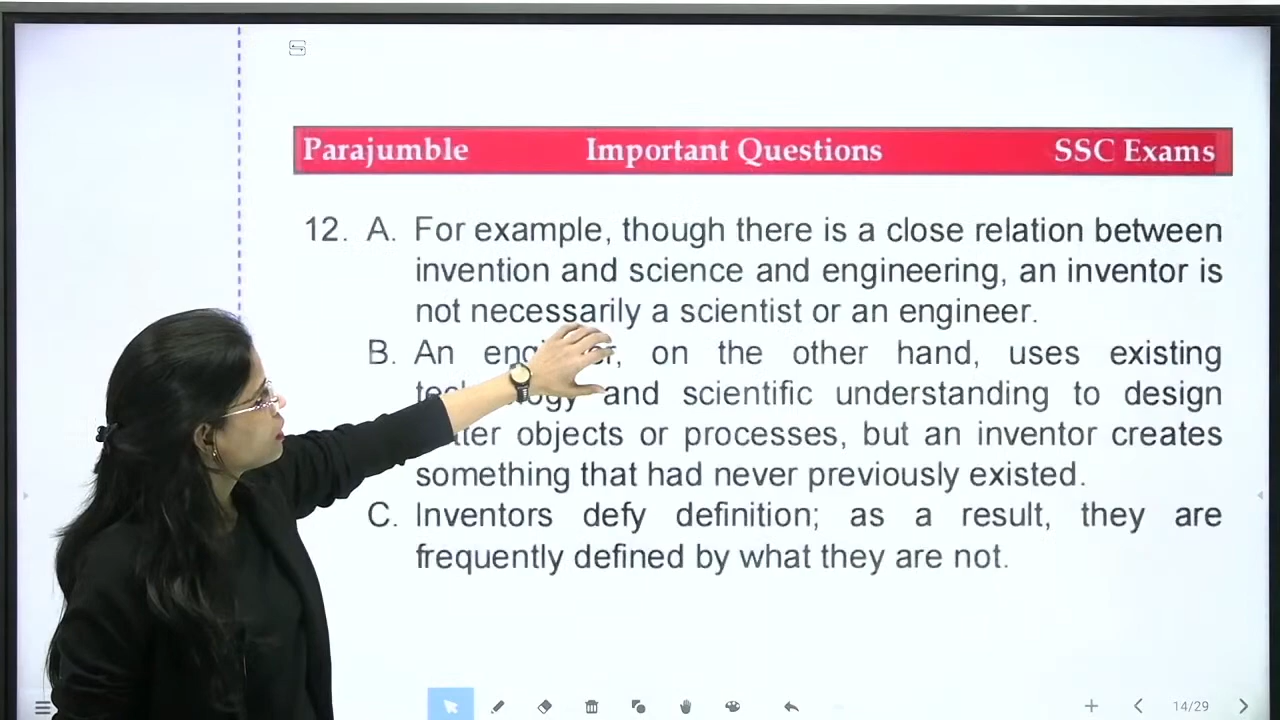 Parajumble Important Questions SSC Exams
12. A. For example, though there is a close relation between
invention and science and engineering, an inventor is
not necessarily a scientist or an engineer.
B. An on the other hand, uses existing
and scientific understanding to design
objects or processes, but an inventor creates
something that had never previously existed.
C. Inventors defy definition; as a result, they are
frequently defined by what they are not.
14/29